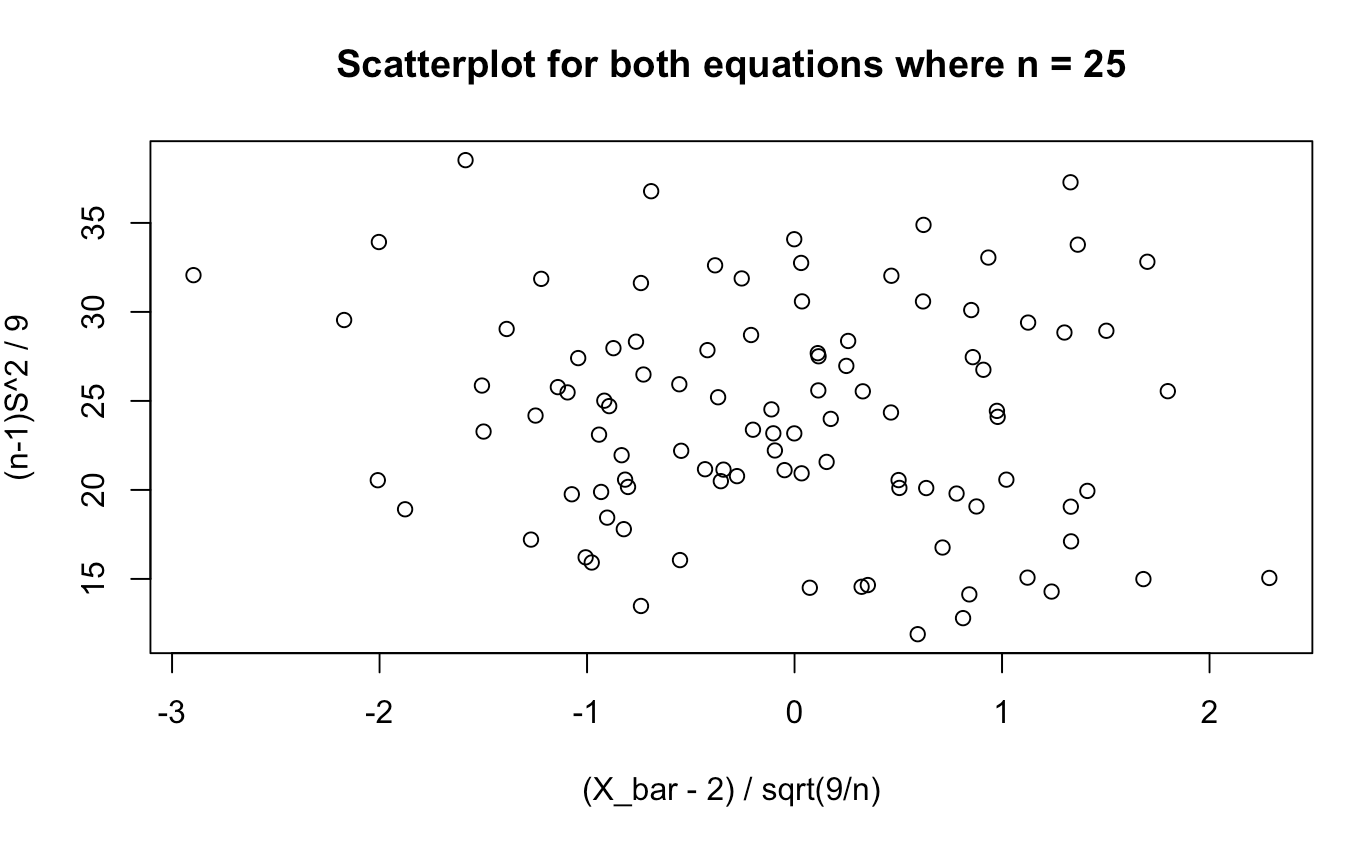 Scatterplot for both equations where n = 25
(n-1)S^2 / 9
35
30
25
20
15
-3 -2 -1 0 1 2
(X_bar - 2) / sqrt(9/n)